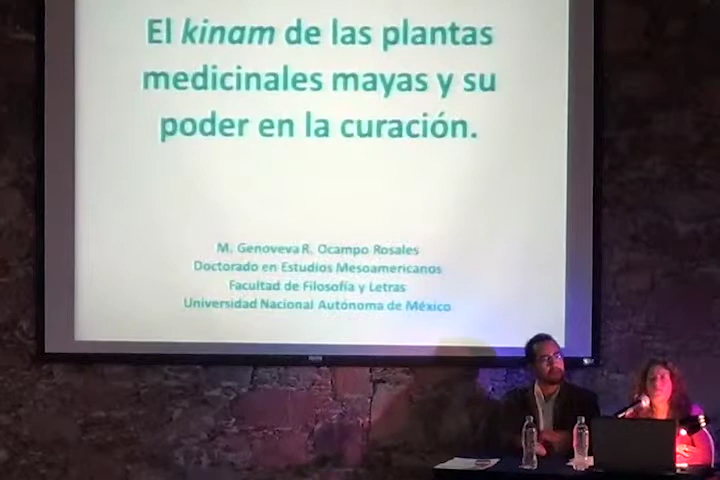 El kinam de las plantas
medicinales mayas y su
poder en la curación.
M. Genoveva R. Ocampo Rosales
Doctorado en Estudios Mesoamericanos
Facultad de Filosofía y Letras
Universidad Nacional Autónoma de México